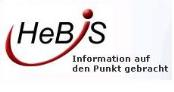 HeBIS
Information auf
den Punkt gebracht